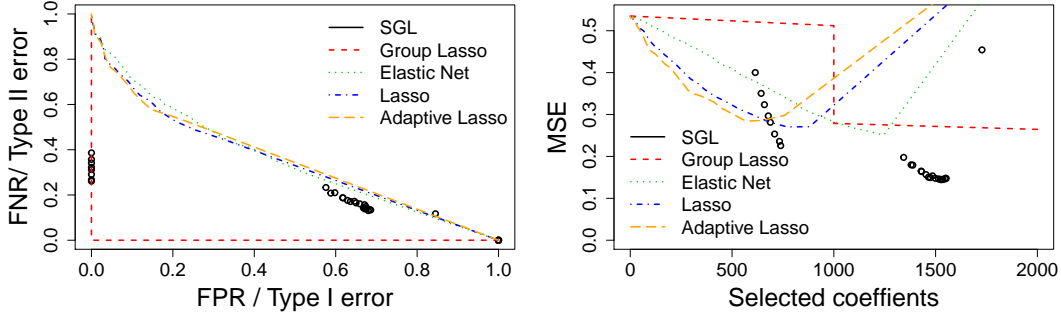 FNR/ Type II error
1.0
0.8
0.6
0.4
0.2
0.0
SGL
Group Lasso
Elastic Net
Lasso
Adaptive Lasso
0.0 0.2 0.4 0.6 0.8 1.0
FPR / Type I error
MSE
0.5
0.4
0.3
0.2
0.1
0.0
SGL
Group Lasso
Elastic Net
Lasso
Adaptive Lasso
0 500 1000 1500 2000
Selected coeffients